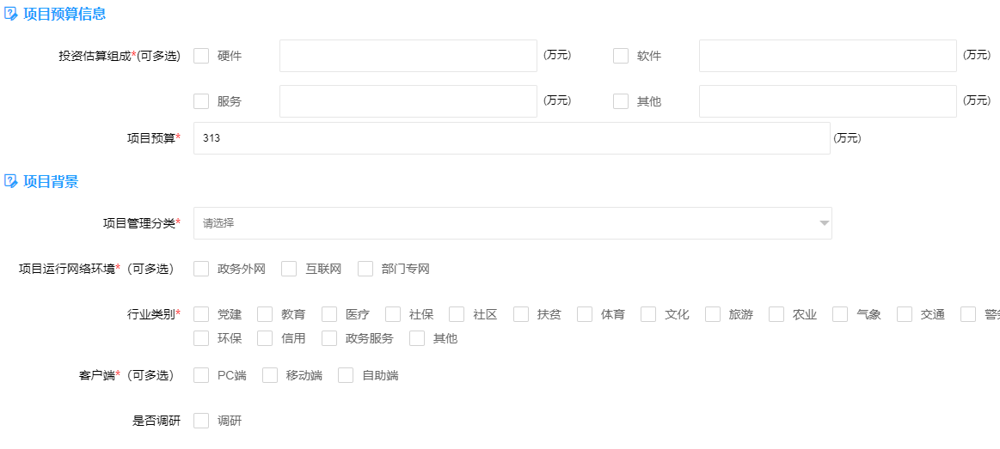 项目预算信息
投资估算组成*(可多选) 硬件 (万元) 软件 (万元)
服务 (万元) 其他 (万元)
项目预算* 313 (万元)
项目背景
项目管理分类* 请选择
项目运行网络环境*（可多选） 政务外网 互联网 部门专网
行业类别* 党建 教育 医疗 社保 社区 扶贫 体育 文化 旅游 农业 气象 交通
环保 信用 政务服务 其他
客户端*（可多选） PC端 移动端 自助端
是否调研 调研